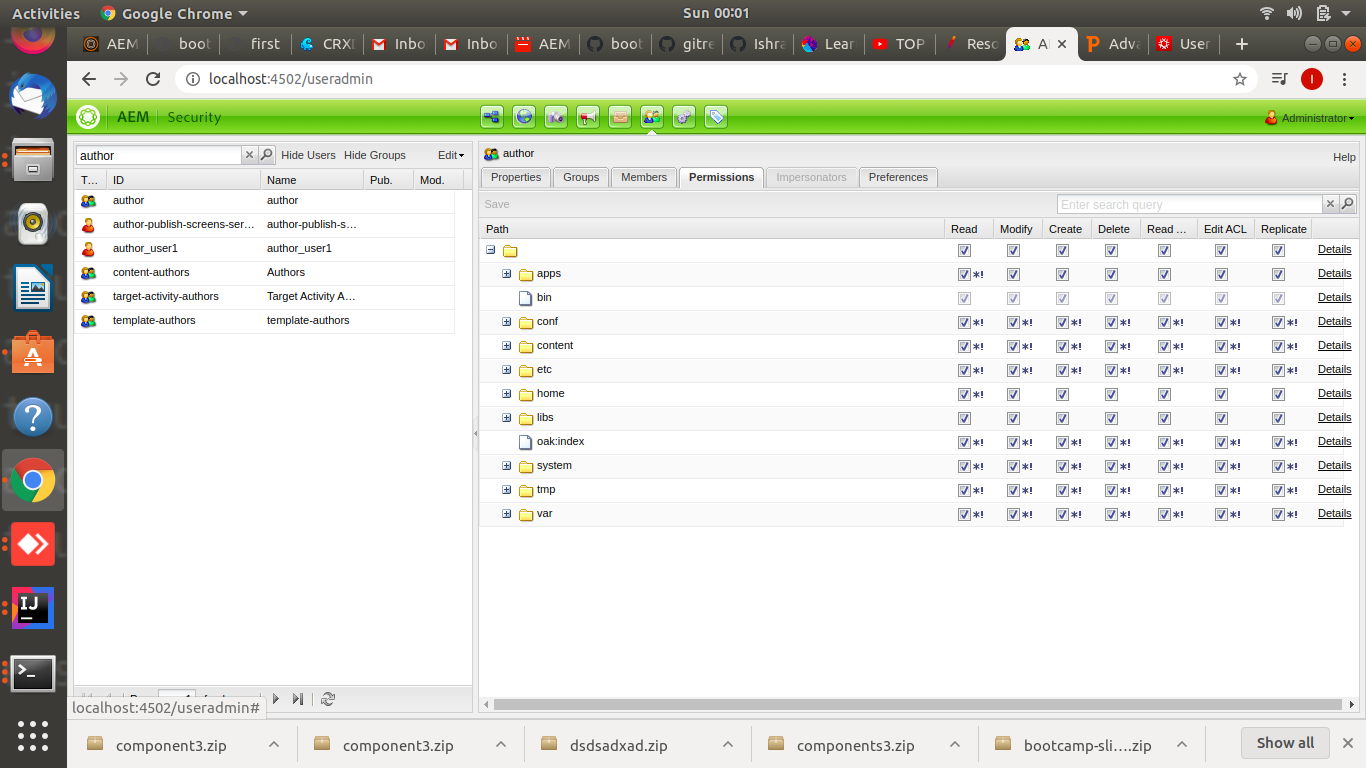 Activities Google Chrome Sun 00:01
AEM boot first CRXI Inbo Inbo AEM boot gitre Ishra Lear TOP Reso A Adva User
localhost:4502/useradmin I
AEM Security Administrator
author Hide Users Hide Groups Edit
T... ID Name Pub. Mod.
author author
author-publish-screens-ser... author-publish-s...
author_user1 author_user1
content-authors Authors
target-activity-authors Target Activity A...
template-authors template-authors
author Help
Properties Groups Members Permissions Impersonators Preferences
Save Enter search query
Path Read Modify Create Delete Read ... Edit ACL Replicate
Details
apps *! Details
bin Details
conf *! *! *! *! *! *! *! Details
content *! *! *! *! *! *! *! Details
etc *! *! *! *! *! *! *! Details
home *! Details
libs Details
oak:index *! *! *! *! *! *! *! Details
system *! *! *! *! *! *! *! Details
tmp *! *! *! *! *! *! *! Details
var *! *! *! *! *! *! *! Details
localhost:4502/useradmin#
component3.zip component3.zip dsdsadxad.zip components3.zip bootcamp-sli....zip Show all